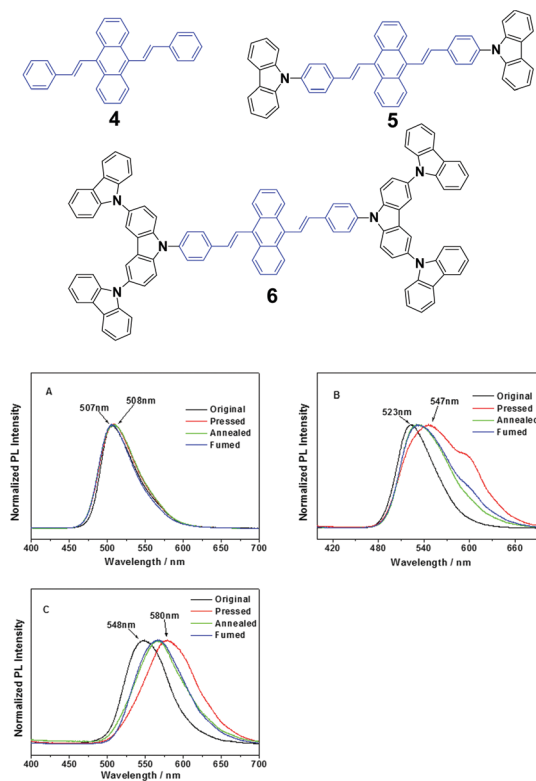 4
N
N
5
N
N
N
N
N
N
6
A
507nm
508nm
Original
Pressed
Annealed
Fumed
Normalized PL Intensity
400 450 500 550 600 650 700
Wavelength / nm
B
523nm
547nm
Original
Pressed
Annealed
Fumed
Normalized PL Intensity
420 480 540 600 660
Wavelength / nm
C
548nm
580nm
Original
Pressed
Annealed
Fumed
Normalized PL Intensity
400 450 500 550 600 650 700
Wavelength / nm